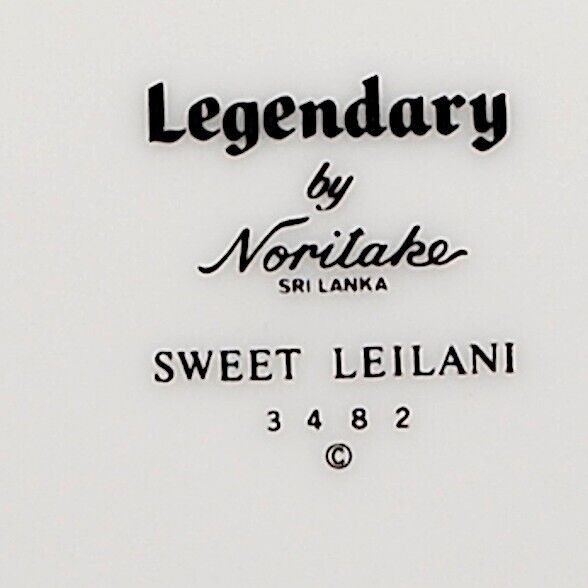 Legendary
by
Noritake
SRI LANKA
SWEET LEILANI
3482
©